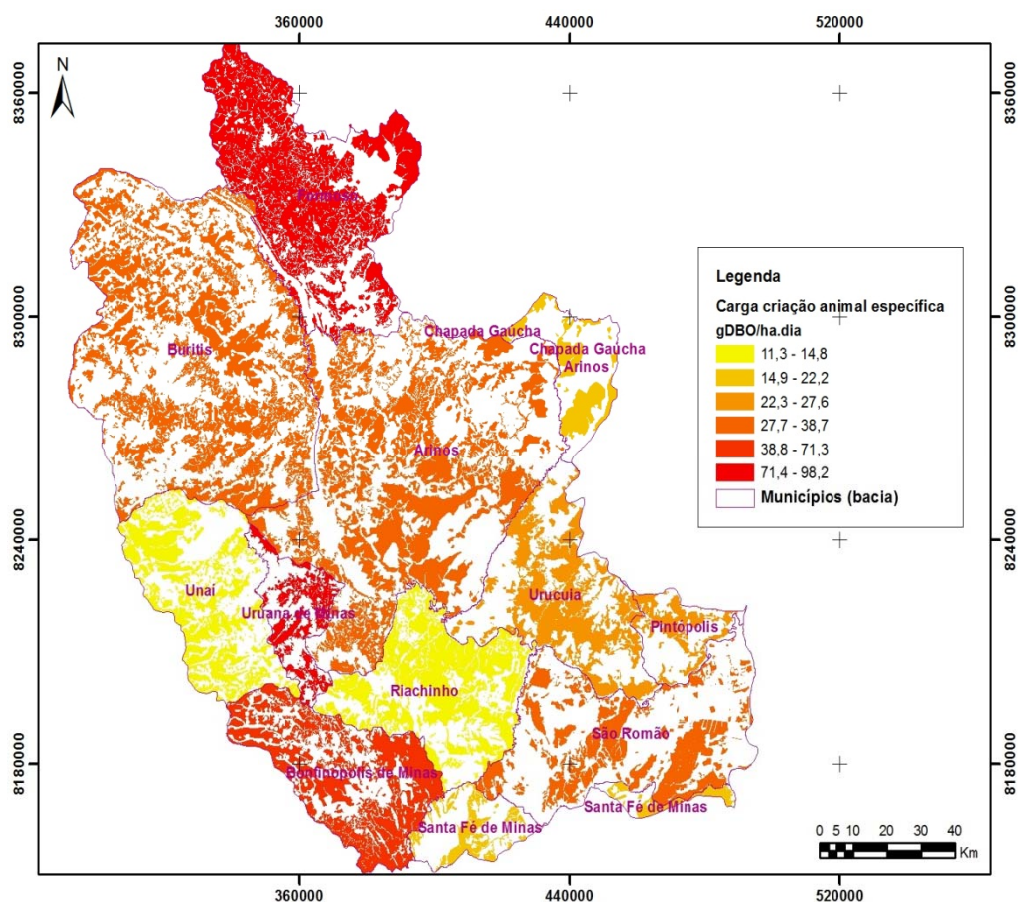 360000
440000
520000
8360000
8360000
N
Legenda
Carga criação animal específica
gDBO/ha.dia
11,3 - 14,8
14,9 - 22,2
22,3 - 27,6
27,7 - 38,7
38,8 - 71,3
71,4 - 98,2
Municípios (bacia)
8300000
8300000
Chapada Gaúcha
Chapada Gaúcha
Arinos
Buritis
Arinos
8240000
8240000
Unaí
Uruana de Minas
Urucuia
Pintópolis
Riachinho
São Romão
8180000
8180000
Bonfinópolis de Minas
Santa Fé de Minas
Santa Fé de Minas
0 5 10 20 30 40
Km
360000
440000
520000